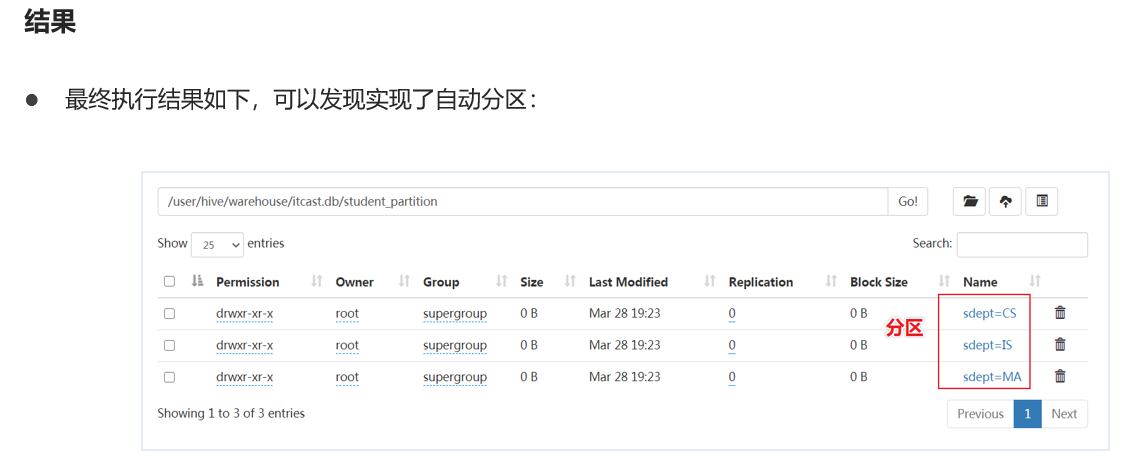 结果
● 最终执行结果如下，可以发现实现了自动分区：
/user/hive/warehouse/itcast.db/student_partition Go!
Show 25 entries Search:
Permission Owner Group Size Last Modified Replication Block Size Name
drwxr-xr-x root supergroup 0 B Mar 28 19:23 0 0 B sdept=CS
分区
drwxr-xr-x root supergroup 0 B Mar 28 19:23 0 0 B sdept=IS
drwxr-xr-x root supergroup 0 B Mar 28 19:23 0 0 B sdept=MA
Showing 1 to 3 of 3 entries Previous 1 Next